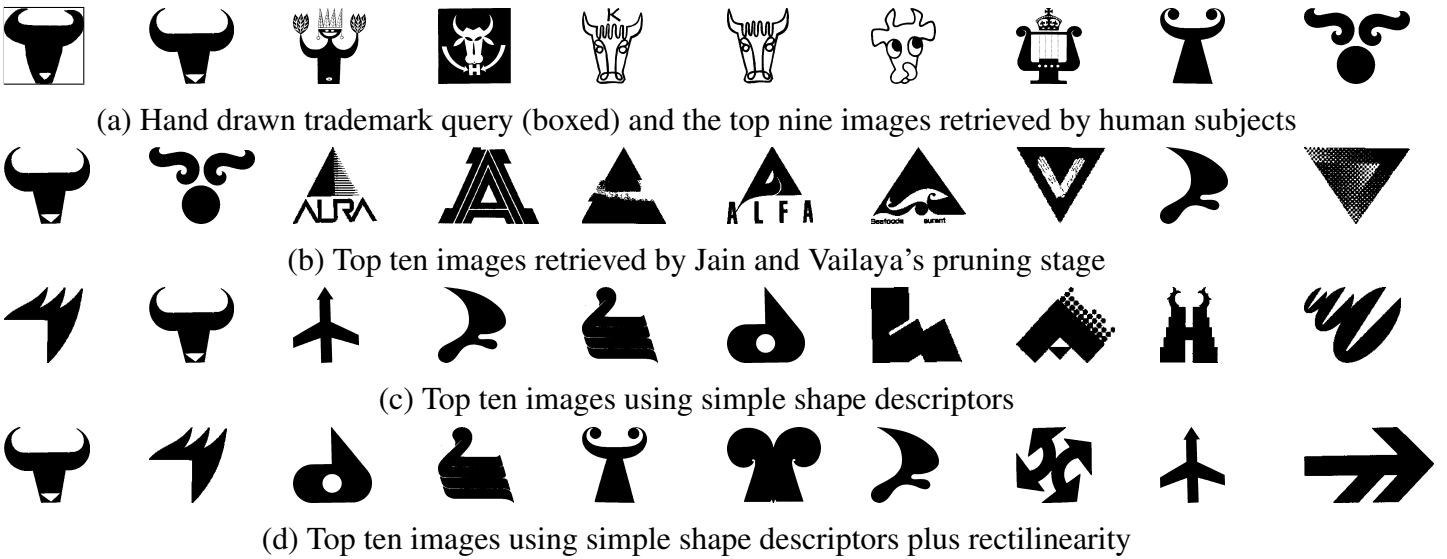 K
H
(a) Hand drawn trademark query (boxed) and the top nine images retrieved by human subjects
AURA
A L F A
(b) Top ten images retrieved by Jain and Vailaya's pruning stage
(c) Top ten images using simple shape descriptors
(d) Top ten images using simple shape descriptors plus rectilinearity